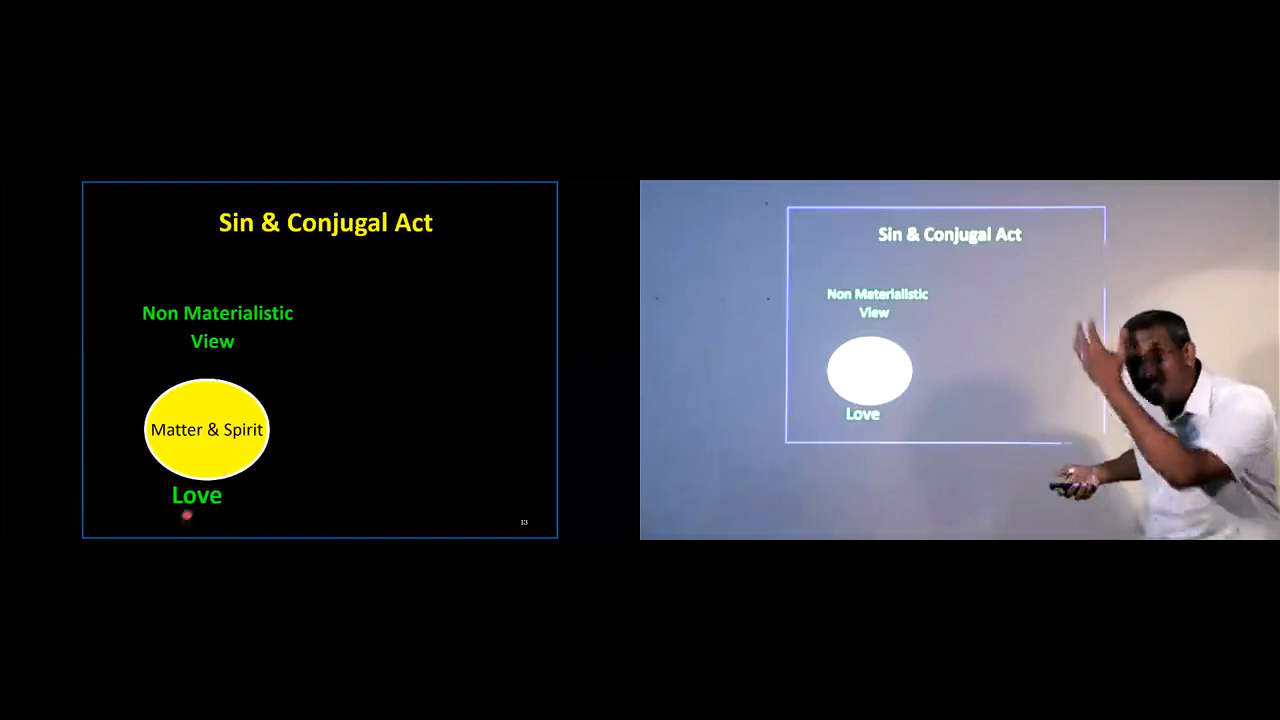 Sin & Conjugal Act
Non Materialistic
View
Matter & Spirit
Love
13
Sin & Conjugal Act
Non Materialistic
View
Love